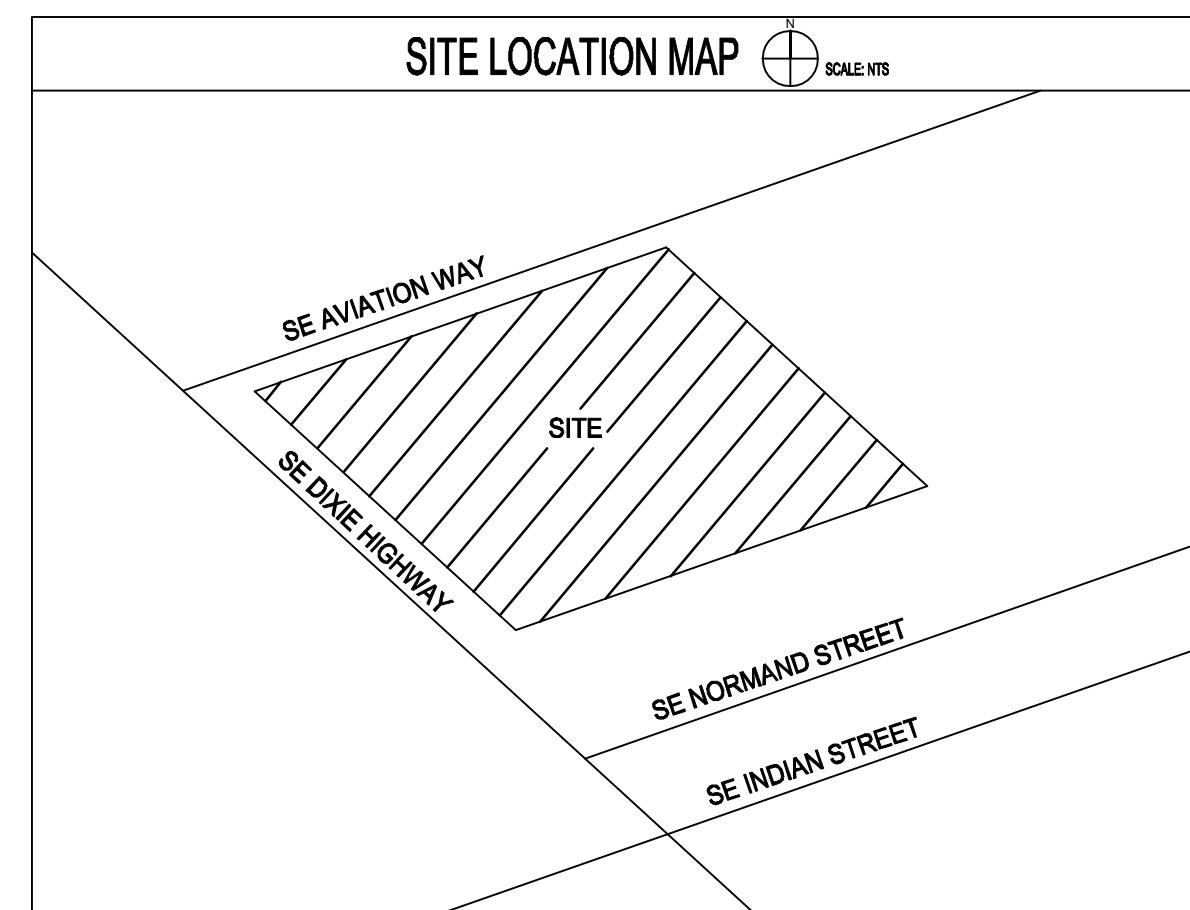 N
SITE LOCATION MAP
SCALE: NTS
SE AVIATION WAY
SITE
SE DIXIE HIGHWAY
SE NORMAND STREET
SE INDIAN STREET